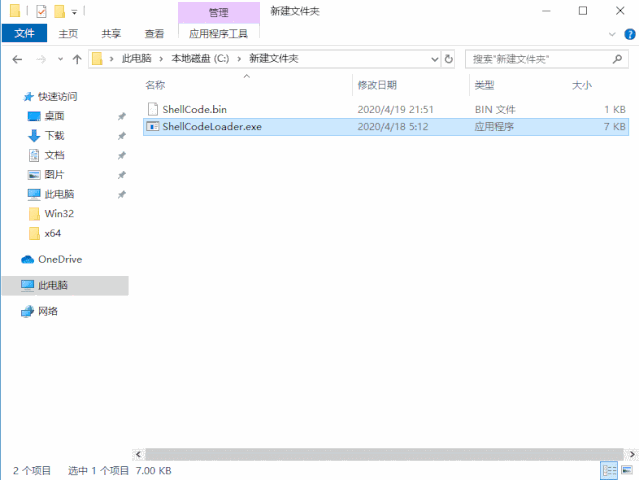 管理 新建文件夹
文件 主页 共享 查看 应用程序工具
此电脑 本地磁盘 (C:) 新建文件夹 搜索"新建文件夹"
名称 修改日期 类型 大小
ShellCode.bin 2020/4/19 21:51 BIN 文件 1 KB
ShellCodeLoader.exe 2020/4/18 5:12 应用程序 7 KB
快速访问
桌面
下载
文档
图片
此电脑
Win32
x64
OneDrive
此电脑
网络
2 个项目 选中 1 个项目 7.00 KB